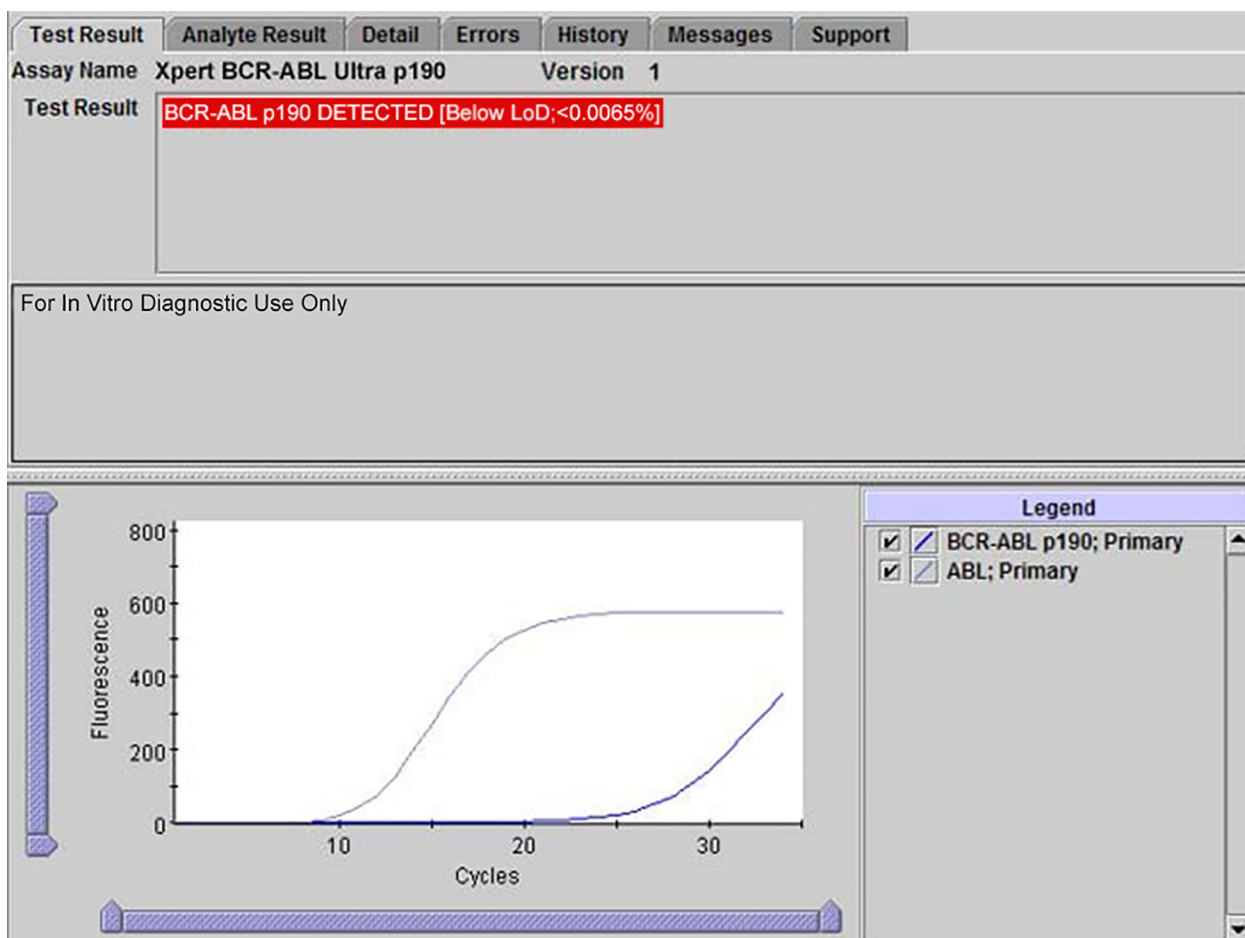 Test Result Analyte Result Detail Errors History Messages Support
Assay Name Xpert BCR-ABL Ultra p190 Version 1
Test Result BCR-ABL p190 DETECTED [Below LoD;<0.0065%]
For In Vitro Diagnostic Use Only
800
600
400
200
0
Fluorescence
10 20 30
Cycles
Legend
BCR-ABL p190; Primary
ABL; Primary